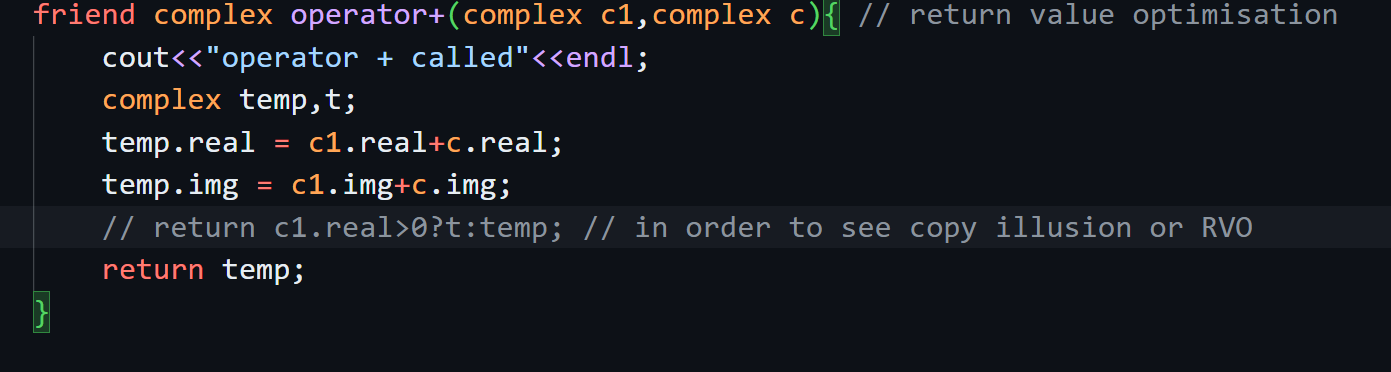 friend complex operator+(complex c1,complex c){ // return value optimisation
cout<<"operator + called"<<endl;
complex temp,t;
temp.real = c1.real+c.real;
temp.img = c1.img+c.img;
// return c1.real>0?t:temp; // in order to see copy illusion or RVO
return temp;
}